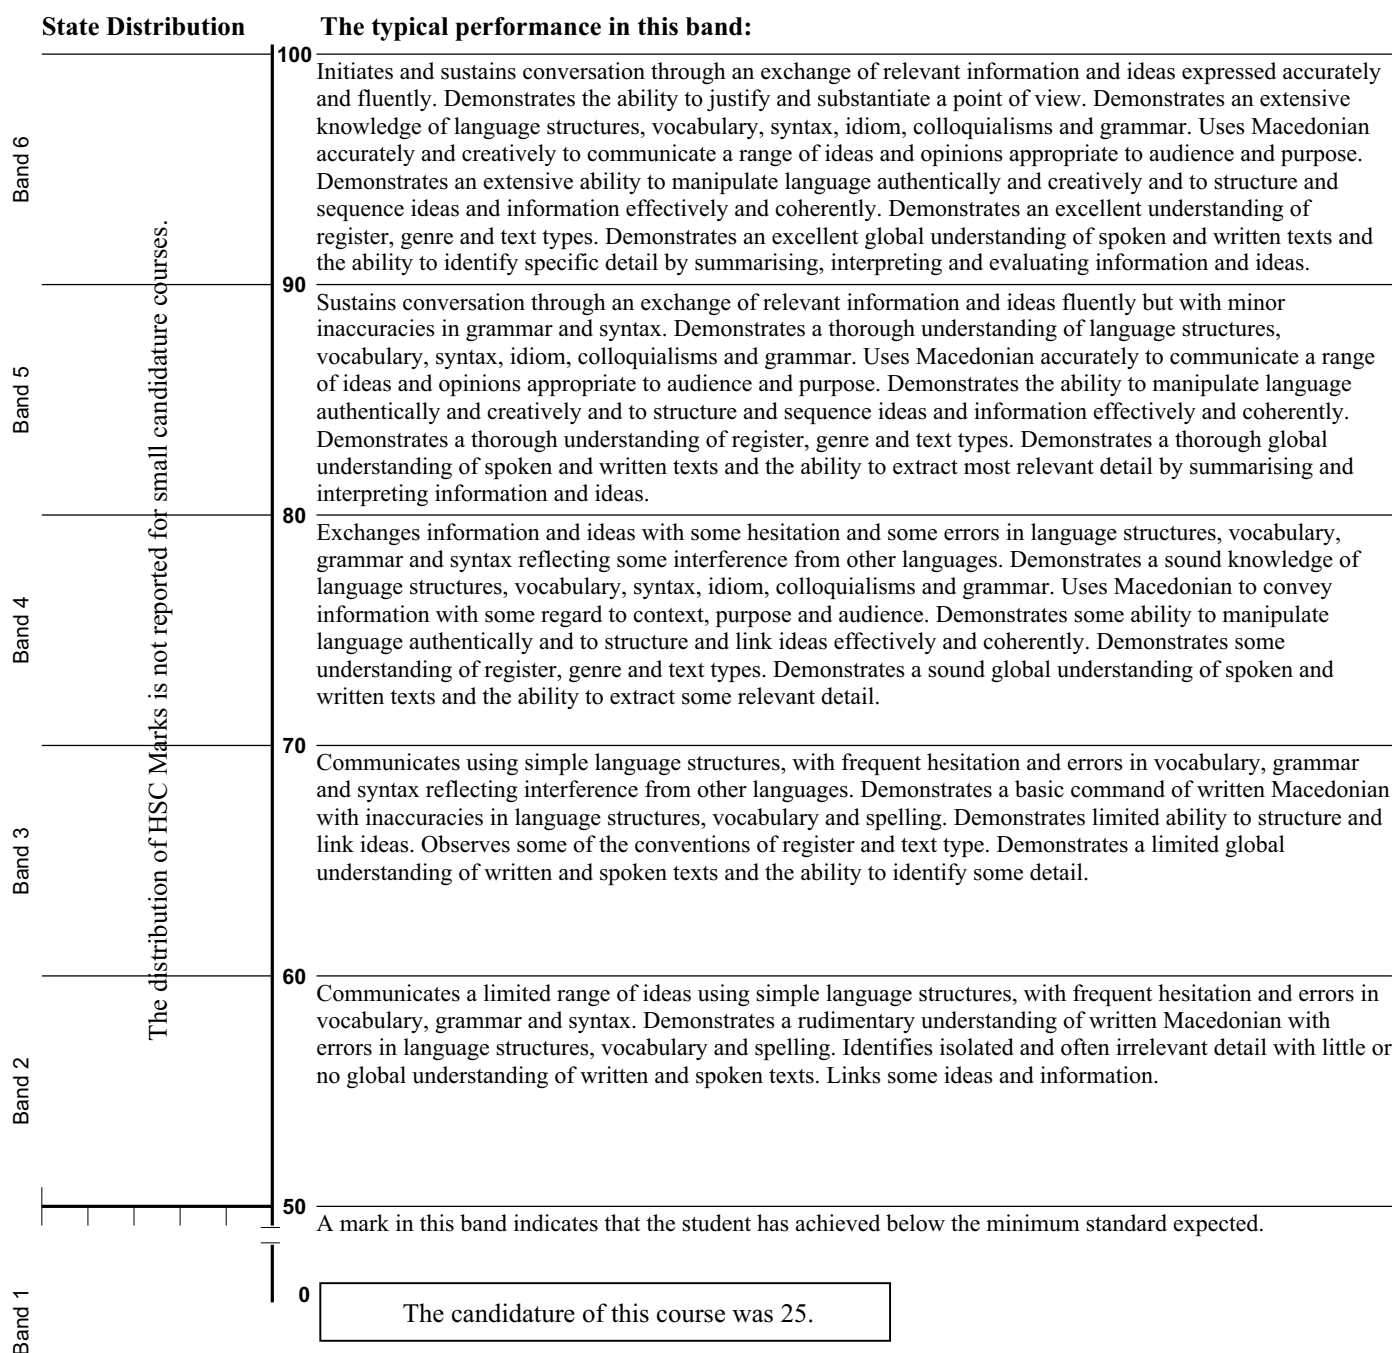 State Distribution
The typical performance in this band:
100
Band 6
Initiates and sustains conversation through an exchange of relevant information and ideas expressed accurately
and fluently. Demonstrates the ability to justify and substantiate a point of view. Demonstrates an extensive
knowledge of language structures, vocabulary, syntax, idiom, colloquialisms and grammar. Uses Macedonian
accurately and creatively to communicate a range of ideas and opinions appropriate to audience and purpose.
Demonstrates an extensive ability to manipulate language authentically and creatively and to structure and
sequence ideas and information effectively and coherently. Demonstrates an excellent understanding of
register, genre and text types. Demonstrates an excellent global understanding of spoken and written texts and
the ability to identify specific detail by summarising, interpreting and evaluating information and ideas.
90
Band 5
Sustains conversation through an exchange of relevant information and ideas fluently but with minor
inaccuracies in grammar and syntax. Demonstrates a thorough understanding of language structures,
vocabulary, syntax, idiom, colloquialisms and grammar. Uses Macedonian accurately to communicate a range
of ideas and opinions appropriate to audience and purpose. Demonstrates the ability to manipulate language
authentically and creatively and to structure and sequence ideas and information effectively and coherently.
Demonstrates a thorough understanding of register, genre and text types. Demonstrates a thorough global
understanding of spoken and written texts and the ability to extract most relevant detail by summarising and
interpreting information and ideas.
80
Band 4
Exchanges information and ideas with some hesitation and some errors in language structures, vocabulary,
grammar and syntax reflecting some interference from other languages. Demonstrates a sound knowledge of
language structures, vocabulary, syntax, idiom, colloquialisms and grammar. Uses Macedonian to convey
information with some regard to context, purpose and audience. Demonstrates some ability to manipulate
language authentically and to structure and link ideas effectively and coherently. Demonstrates some
understanding of register, genre and text types. Demonstrates a sound global understanding of spoken and
written texts and the ability to extract some relevant detail.
The distribution of HSC Marks is not reported for small candidature courses.
70
Band 3
Communicates using simple language structures, with frequent hesitation and errors in vocabulary, grammar
and syntax reflecting interference from other languages. Demonstrates a basic command of written Macedonian
with inaccuracies in language structures, vocabulary and spelling. Demonstrates limited ability to structure and
link ideas. Observes some of the conventions of register and text type. Demonstrates a limited global
understanding of written and spoken texts and the ability to identify some detail.
60
Band 2
Communicates a limited range of ideas using simple language structures, with frequent hesitation and errors in
vocabulary, grammar and syntax. Demonstrates a rudimentary understanding of written Macedonian with
errors in language structures, vocabulary and spelling. Identifies isolated and often irrelevant detail with little or
no global understanding of written and spoken texts. Links some ideas and information.
50
A mark in this band indicates that the student has achieved below the minimum standard expected.
0
Band 1
The candidature of this course was 25.